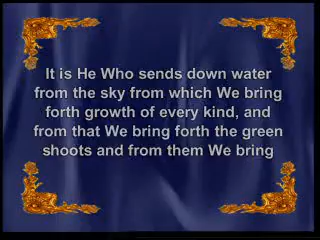 It is He Who sends down water
from the sky from which We bring
forth growth of every kind, and
from that We bring forth the green
shoots and from them We bring